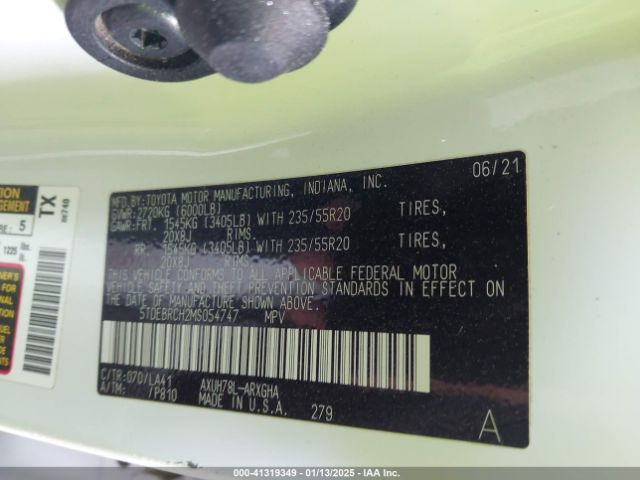 06/21
MFD.BY:TOYOTA MOTOR MANUFACTURING, INDIANA, INC.
GVWR:2720KG (6000LB)
GAWR:FRT. 1545KG (3405LB) WITH 235/55R20 TIRES,
20X8J RIMS
RR. 1545KG (3405LB) WITH 235/55R20 TIRES,
RIMS
THIS VEHICLE CONFORMS TO ALL APPLICABLE FEDERAL MOTOR
VEHICLE SAFETY AND THEFT PREVENTION STANDARDS IN EFFECT ON
THE DATE OF MANUFACTURE SHOWN ABOVE.
5TDEBRCH2MS054747 MPV
C/TR:070/LA41 AXUH78L-ARXGHA
A/TM: /P810 MADE IN U.S.A. 279
A
TX
5
1225 lbs.
000-41319349 — 01/13/2025 — IAA Inc.